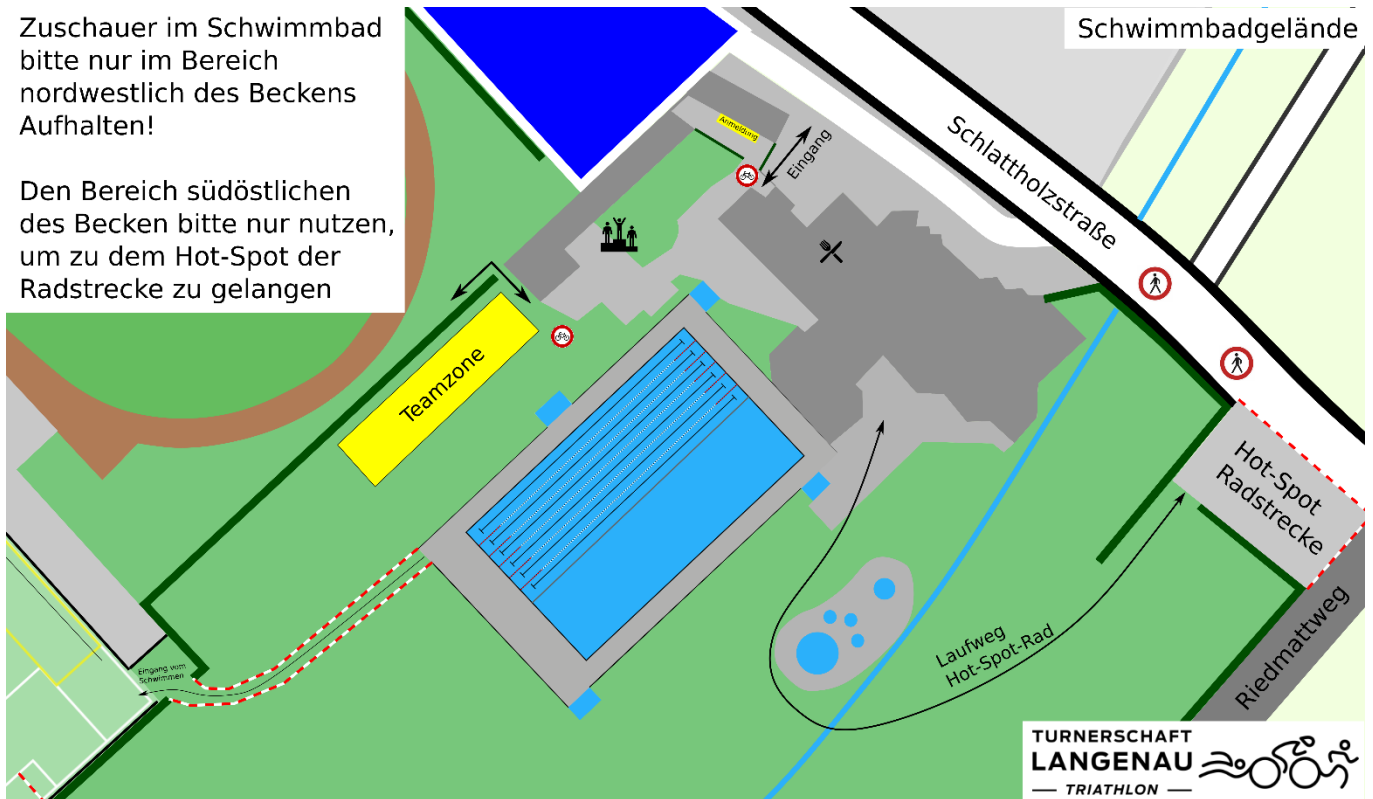 Zuschauer im Schwimmbad
bitte nur im Bereich
nordwestlich des Beckens
Aufhalten!
Den Bereich südöstlichen
des Becken bitte nur nutzen,
um zu dem Hot-Spot der
Radstrecke zu gelangen
Schwimmbadgelände
Schlattholzstraße
Anmeldung
Eingang
Teamzone
Hot-Spot
Radstrecke
Riedmattweg
Laufweg
Hot-Spot-Rad
Eingang vom
Schwimmen
TURNERSCHAFT
LANGENAU
TRIATHLON